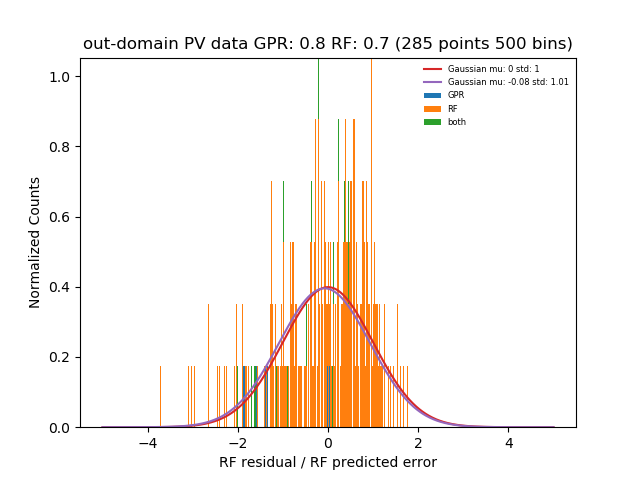 out-domain PV data GPR: 0.8 RF: 0.7 (285 points 500 bins)
Gaussian mu: 0 std: 1
Gaussian mu: -0.08 std: 1.01
GPR
RF
both
Normalized Counts
1.0
0.8
0.6
0.4
0.2
0.0
−4 −2 0 2 4
RF residual / RF predicted error